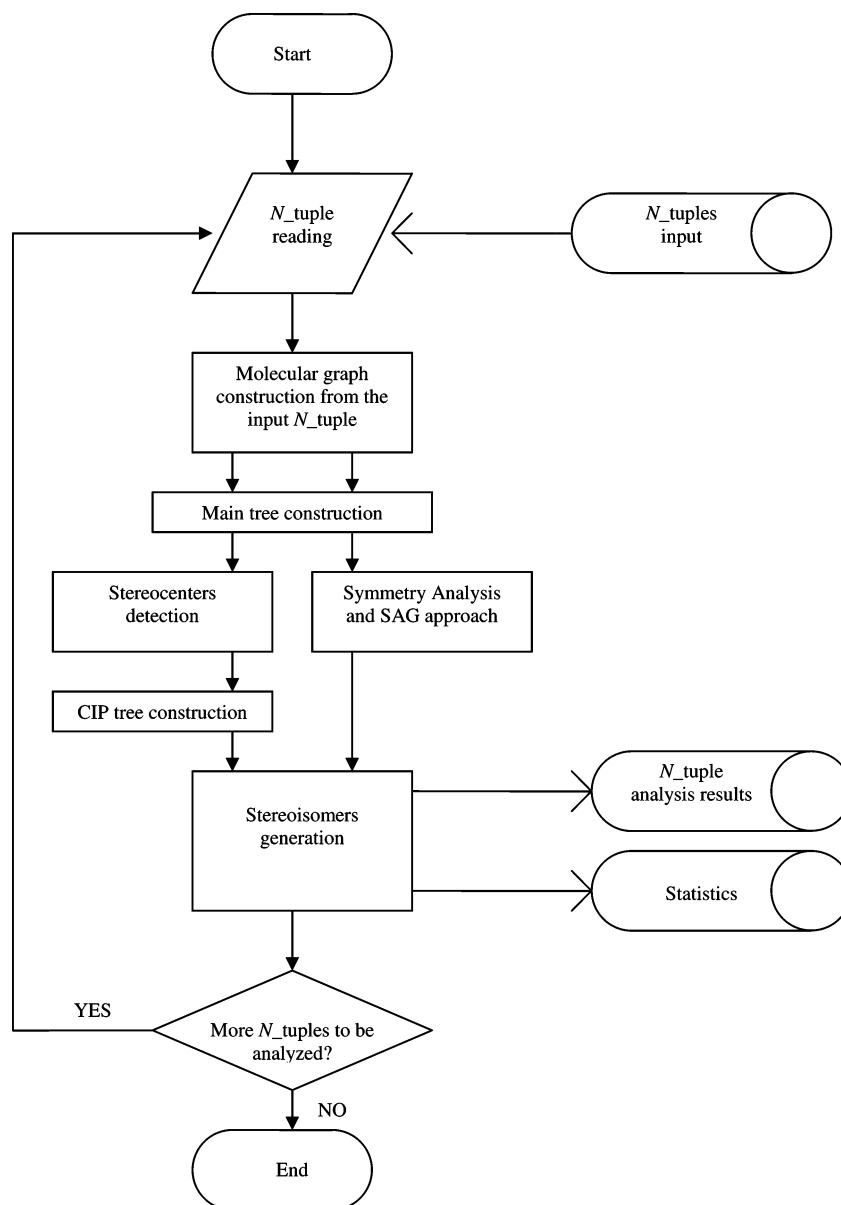 Start
N_tuple
reading
N_tuples
input
Molecular graph
construction from the
input N_tuple
Main tree construction
Stereocenters
detection
Symmetry Analysis
and SAG approach
CIP tree construction
Stereoisomers
generation
N_tuple
analysis results
Statistics
YES
More N_tuples to be
analyzed?
NO
End